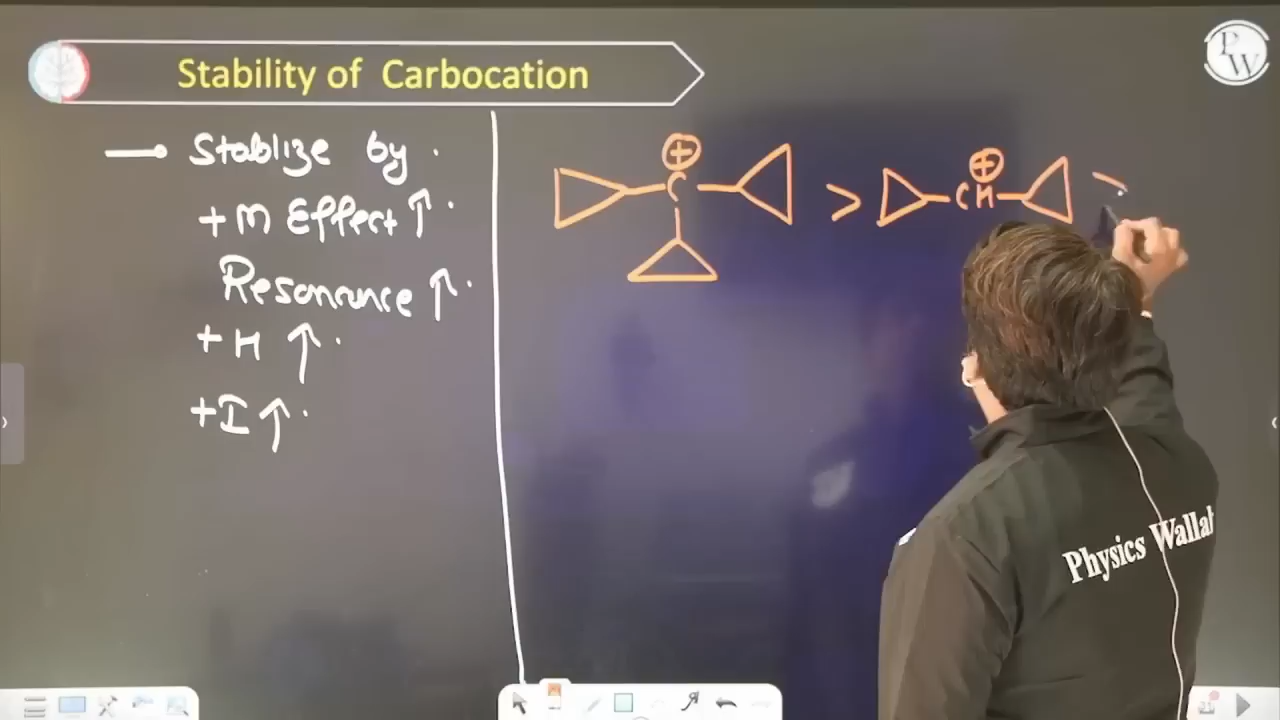 PW
Stability of Carbocation
Stablize by
+M Effect ↑
Resonance ↑
+H ↑
+I ↑
⊕ ⊕
C > CH >
Physics Wallah